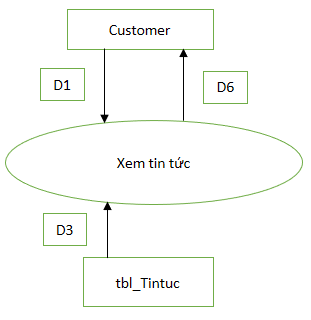 Customer
D1
D6
Xem tin tức
D3
tbl_Tintuc